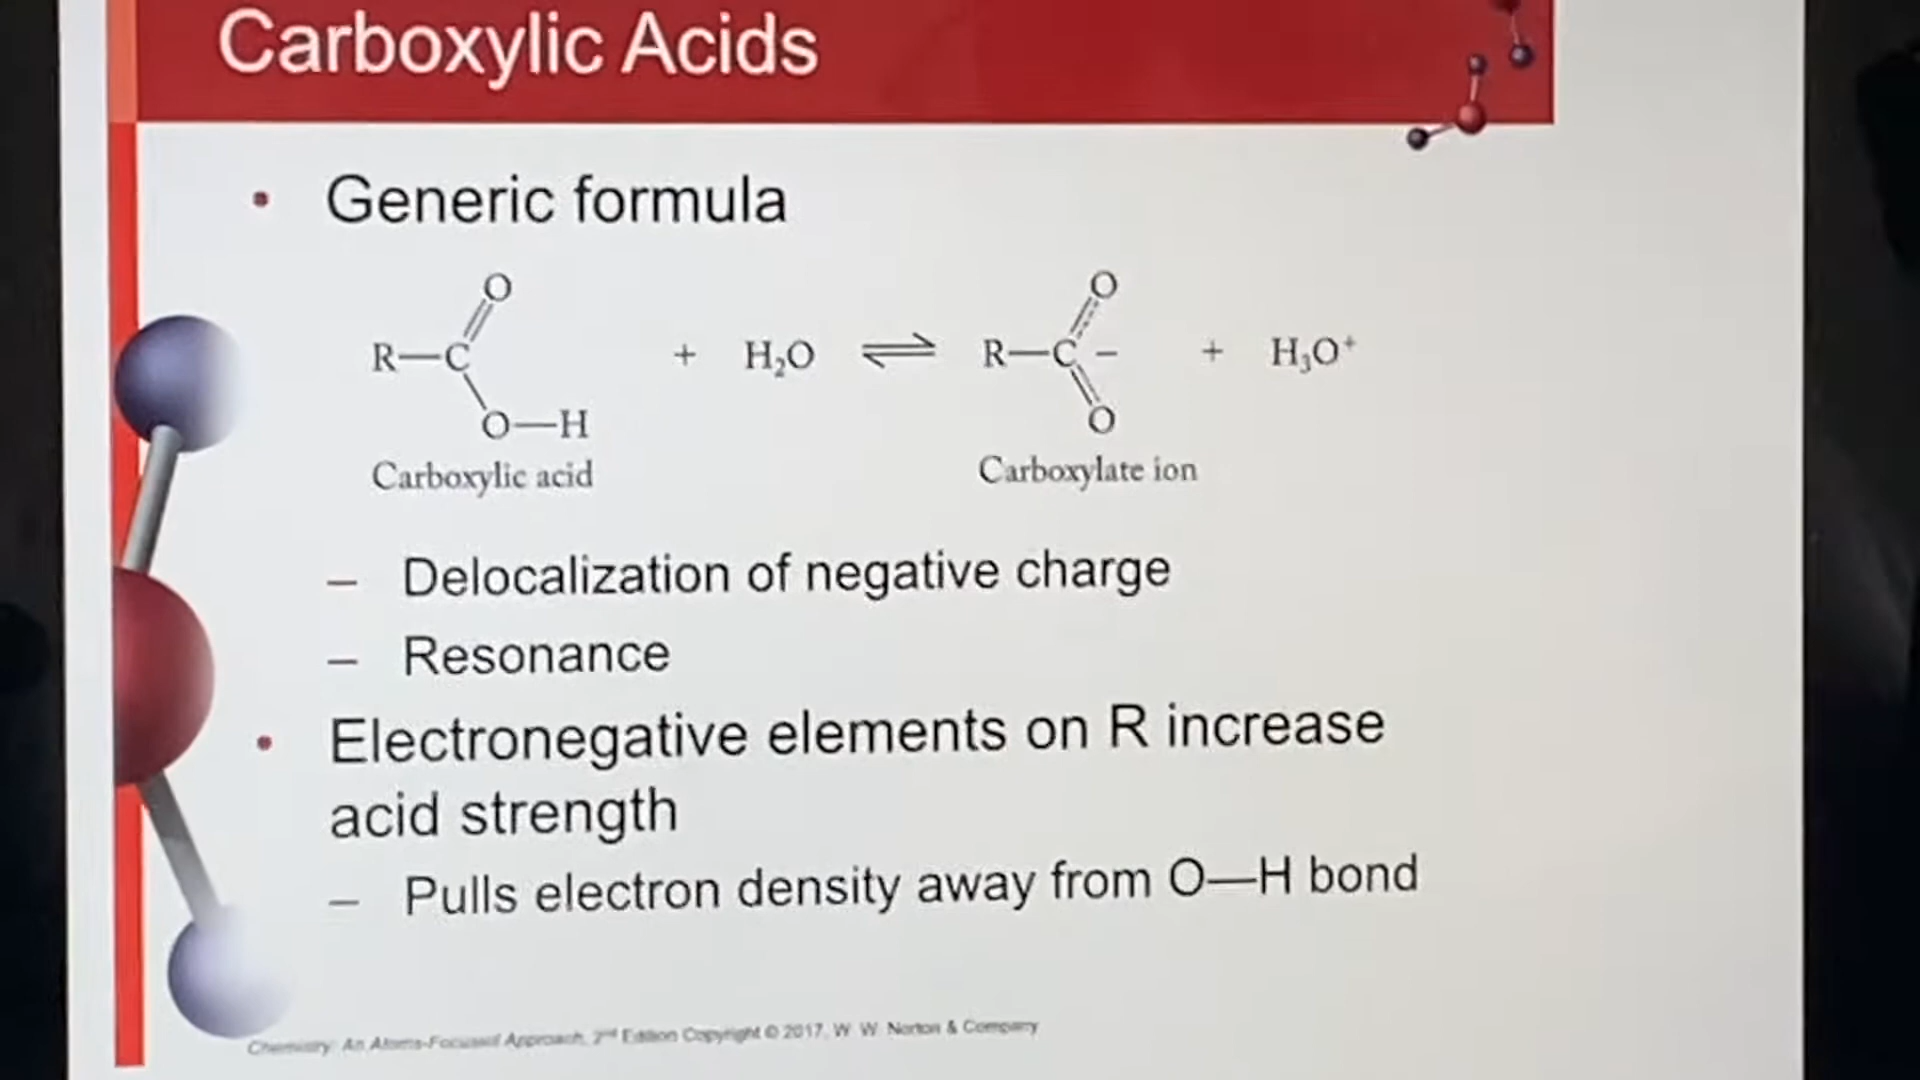 Carboxylic Acids
• Generic formula
O O
R—C + H₂O ⇌ R—C – + H₃O⁺
O—H O
Carboxylic acid Carboxylate ion
– Delocalization of negative charge
– Resonance
• Electronegative elements on R increase
acid strength
– Pulls electron density away from O—H bond
Chemistry: An Atoms-Focused Approach, 2nd Edition Copyright © 2017, W. W. Norton & Company